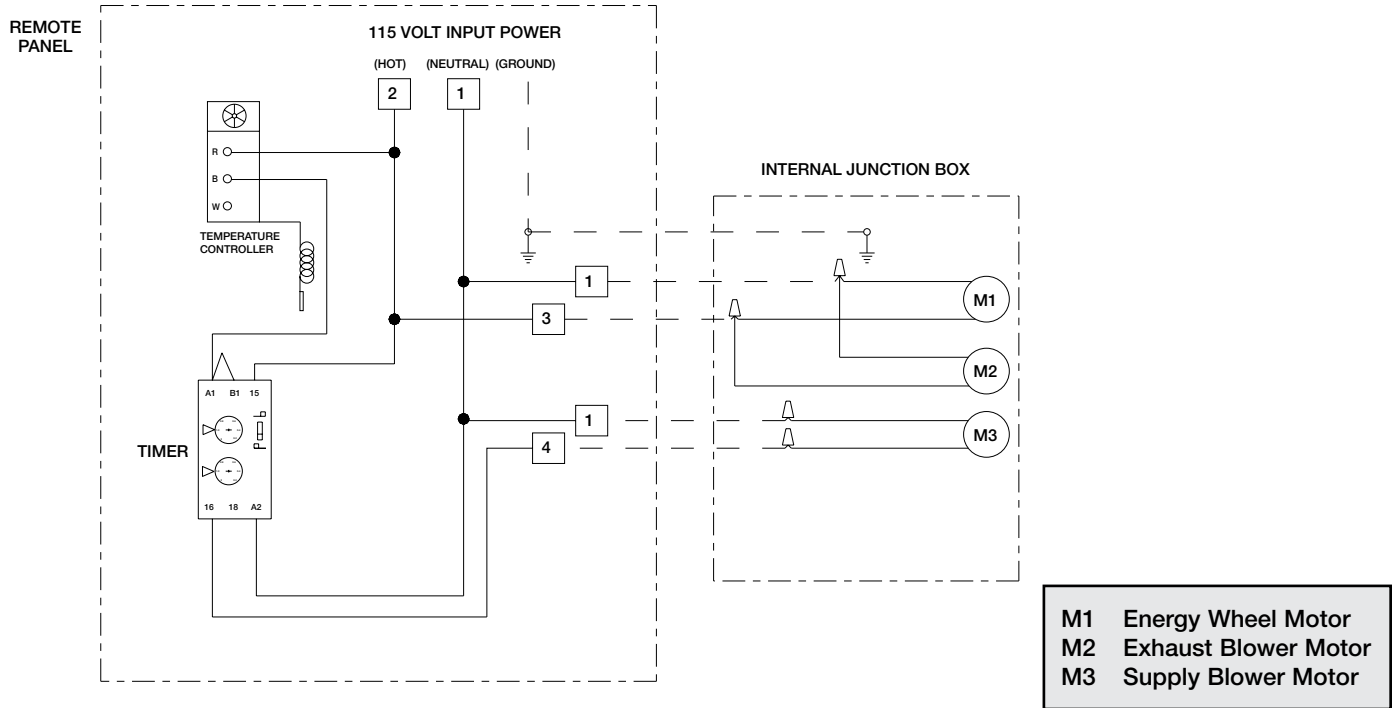 REMOTE
PANEL
115 VOLT INPUT POWER
(HOT) (NEUTRAL) (GROUND)
2 1
R
B
W
TEMPERATURE
CONTROLLER
INTERNAL JUNCTION BOX
1
3
M1
M2
A1 B1 15
TIMER
1
4
M3
16 18 A2
M1 Energy Wheel Motor
M2 Exhaust Blower Motor
M3 Supply Blower Motor